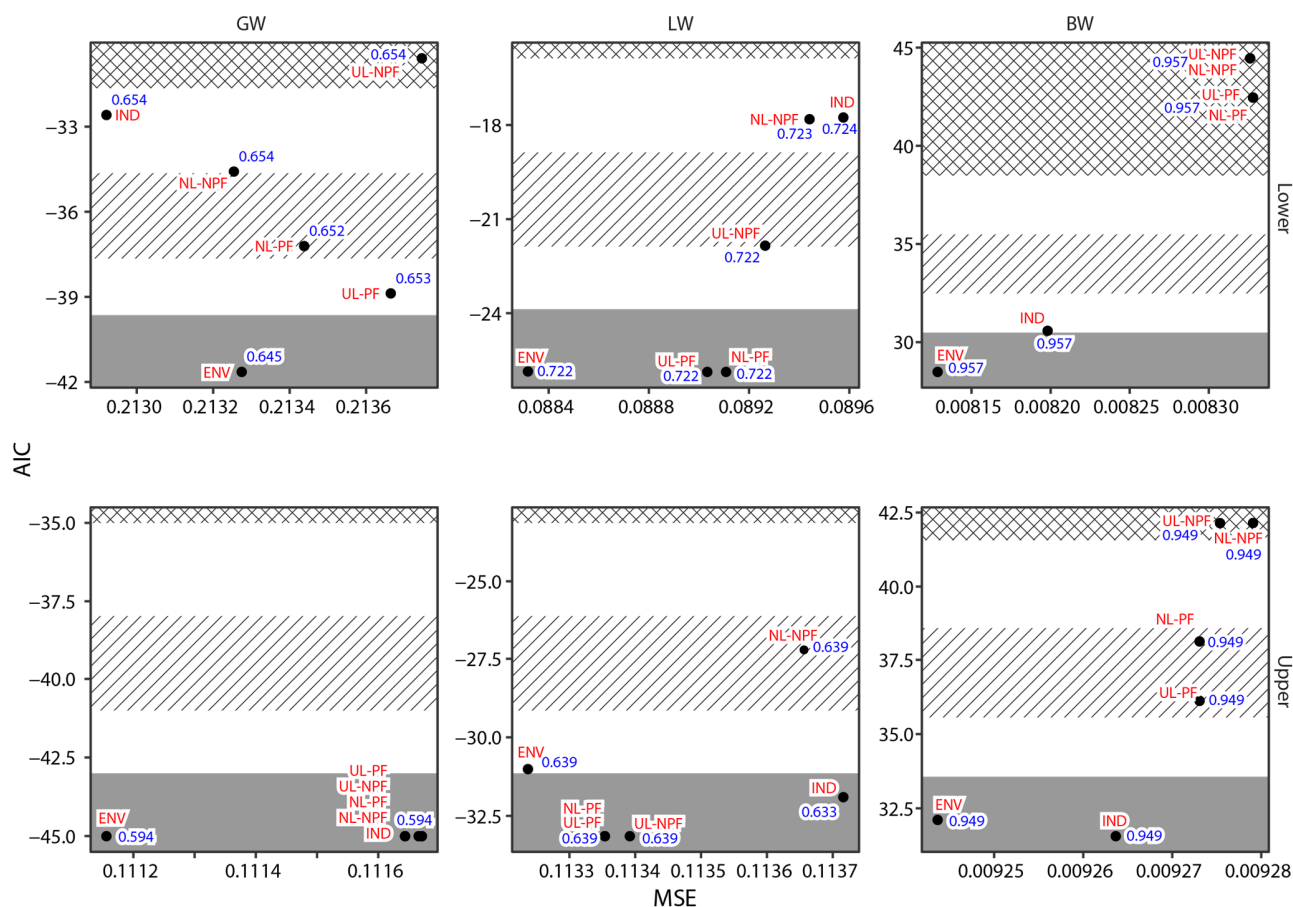 GW
LW
BW
0.654
UL-NPF
0.654
IND
0.654
NL-NPF
0.652
NL-PF
0.653
UL-PF
0.645
ENV
−33
−36
−39
−42
0.2130
0.2132
0.2134
0.2136
IND
NL-NPF
0.723
0.724
UL-NPF
0.722
ENV
0.722
UL-PF
0.722
NL-PF
0.722
−18
−21
−24
0.0884
0.0888
0.0892
0.0896
UL-NPF
0.957
NL-NPF
UL-PF
0.957
NL-PF
IND
0.957
ENV
0.957
45
40
35
30
0.00815
0.00820
0.00825
0.00830
Lower
AIC
−35.0
−37.5
−40.0
−42.5
−45.0
UL-PF
UL-NPF
NL-PF
NL-NPF
0.594
IND
ENV
0.594
0.1112
0.1114
0.1116
−25.0
−27.5
−30.0
−32.5
NL-NPF
0.639
ENV
0.639
IND
0.633
NL-PF
UL-PF
0.639
UL-NPF
0.639
0.1133
0.1134
0.1135
0.1136
0.1137
42.5
40.0
37.5
35.0
32.5
UL-NPF
0.949
NL-NPF
0.949
NL-PF
0.949
UL-PF
0.949
ENV
0.949
IND
0.949
0.00925
0.00926
0.00927
0.00928
Upper
MSE